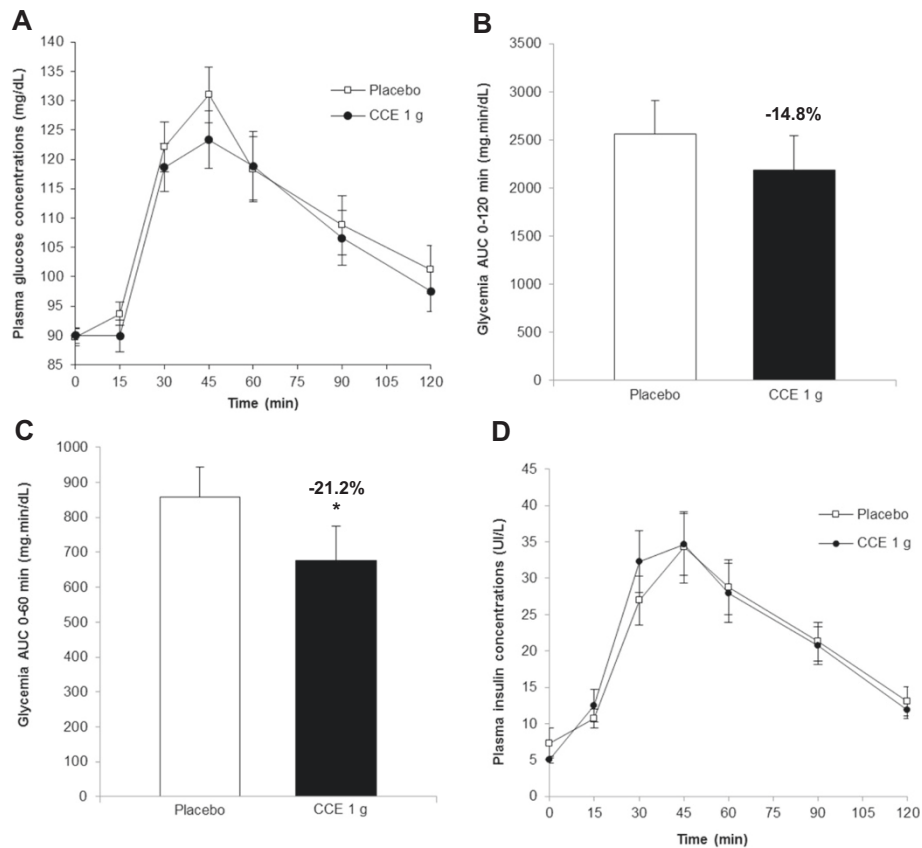 A
Plasma glucose concentrations (mg/dL)
140
135
130
125
120
115
110
105
100
95
90
85
0 15 30 45 60 75 90 105 120
Time (min)
Placebo
CCE 1 g
B
Glycemia AUC 0-120 min (mg.min/dL)
3500
3000
2500
2000
1500
1000
500
0
-14.8%
Placebo CCE 1 g
C
Glycemia AUC 0-60 min (mg.min/dL)
1000
900
800
700
600
500
400
300
200
100
0
-21.2%
*
Placebo CCE 1 g
D
Plasma insulin concentrations (UI/L)
45
40
35
30
25
20
15
10
5
0
0 15 30 45 60 75 90 105 120
Time (min)
Placebo
CCE 1 g